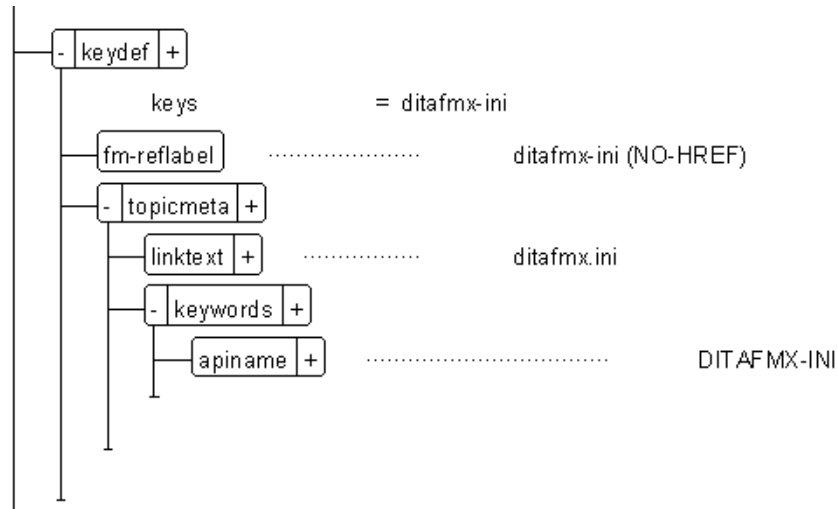 - keydef +
keys = ditafmx-ini
fm-reflabel ditafmx-ini (NO-HREF)
- topicmeta +
linktext + ditafmx.ini
- keywords +
apiname + DITAFMX-INI